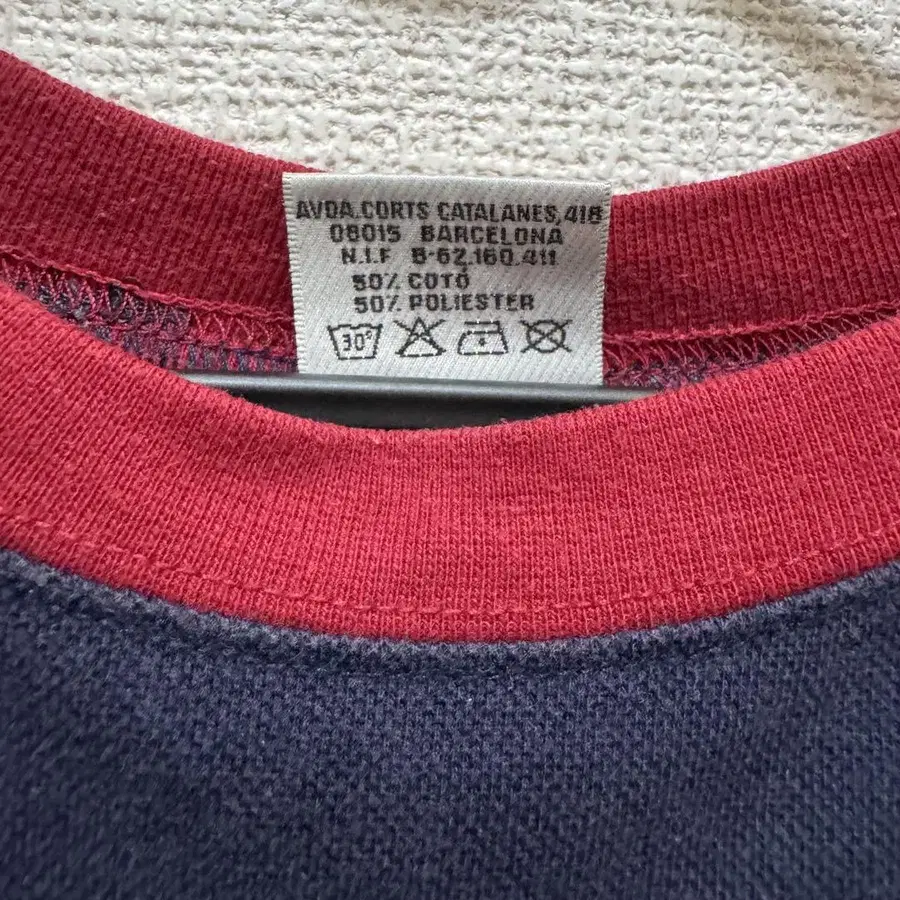 AVDA.CORTS CATALANES,418
08015 BARCELONA
N.I.F B-62.160.411
50% COTÓ
50% POLIESTER
30°